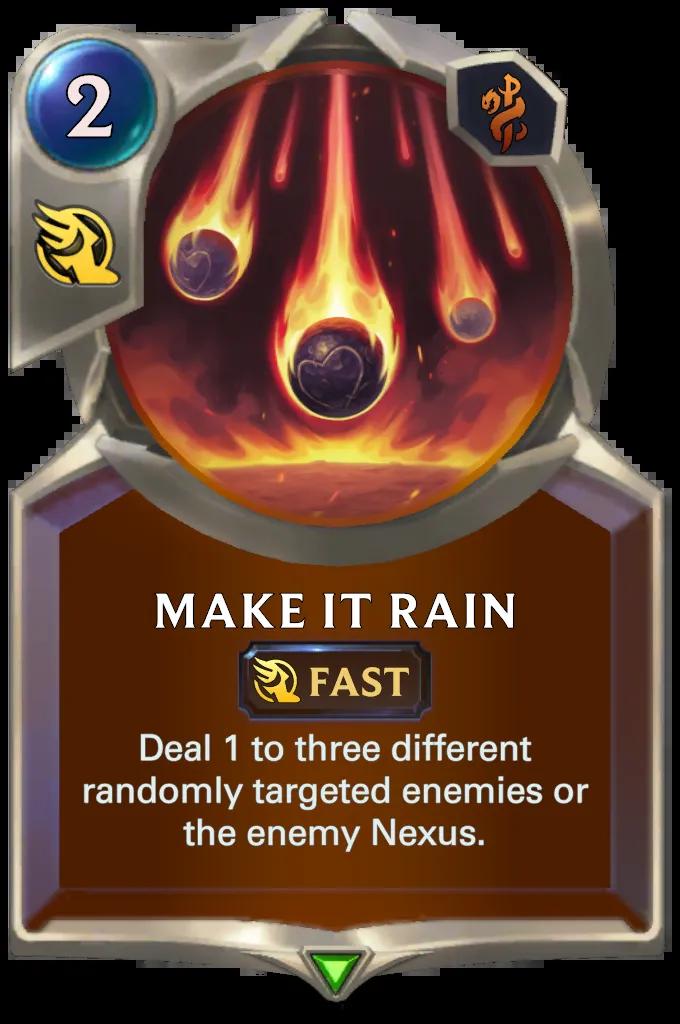 2
MAKE IT RAIN
FAST
Deal 1 to three different
randomly targeted enemies or
the enemy Nexus.